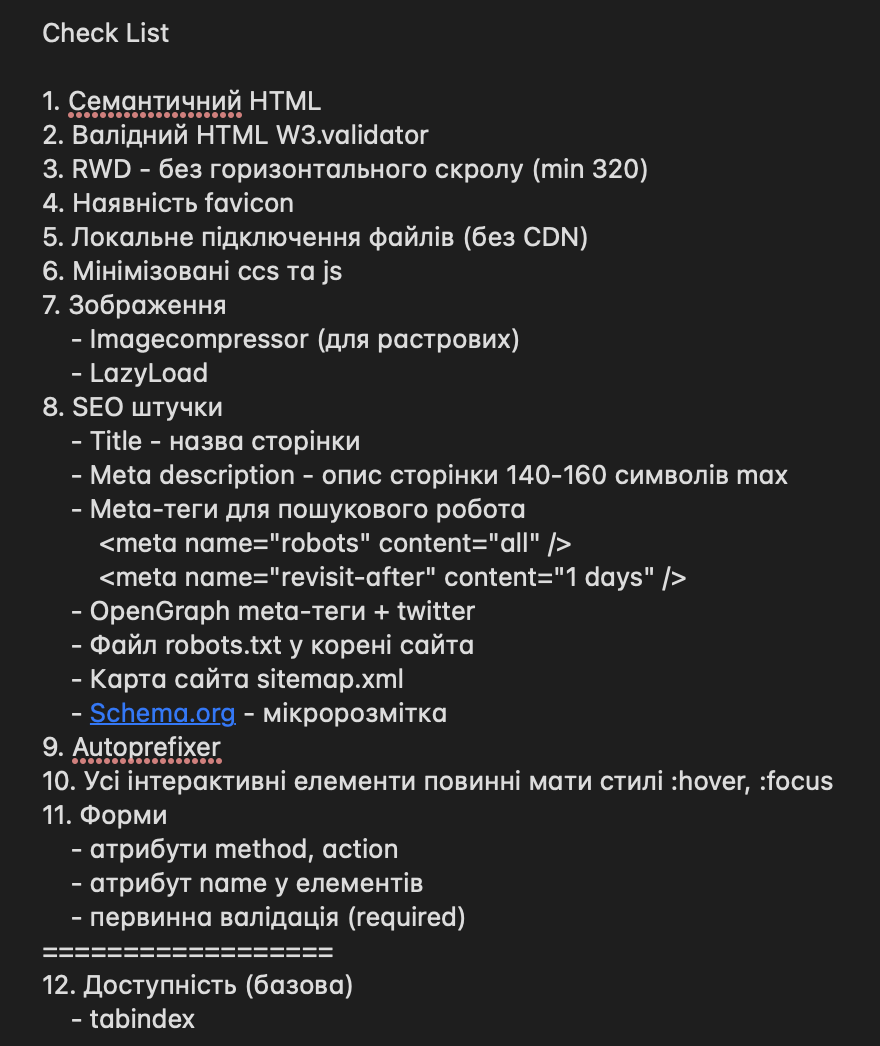 Check List
1. Семантичний HTML
2. Валідний HTML W3.validator
3. RWD - без горизонтального скролу (min 320)
4. Наявність favicon
5. Локальне підключення файлів (без CDN)
6. Мінімізовані ccs та js
7. Зображення
- Imagecompressor (для растрових)
- LazyLoad
8. SEO штучки
- Title - назва сторінки
- Meta description - опис сторінки 140-160 символів max
- Meta-теги для пошукового робота
<meta name="robots" content="all" />
<meta name="revisit-after" content="1 days" />
- OpenGraph meta-теги + twitter
- Файл robots.txt у корені сайта
- Карта сайта sitemap.xml
- Schema.org - мікророзмітка
9. Autoprefixer
10. Усі інтерактивні елементи повинні мати стилі :hover, :focus
11. Форми
- атрибути method, action
- атрибут name у елементів
- первинна валідація (required)
==================
12. Доступність (базова)
- tabindex